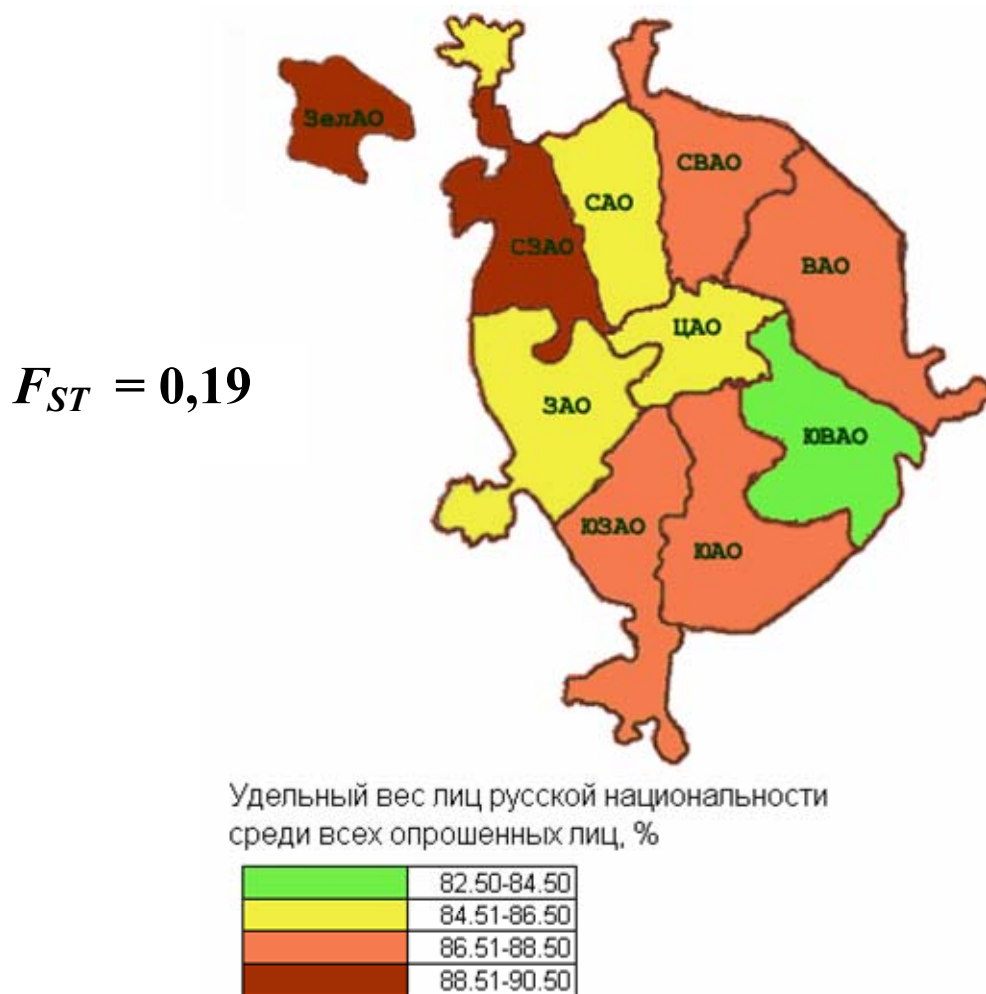 ЗелАО
СВАО
САО
СЗАО
ВАО
ЦАО
F_ST = 0,19
ЗАО
ЮВАО
ЮЗАО
ЮАО
Удельный вес лиц русской национальности
среди всех опрошенных лиц, %
82.50-84.50
84.51-86.50
86.51-88.50
88.51-90.50